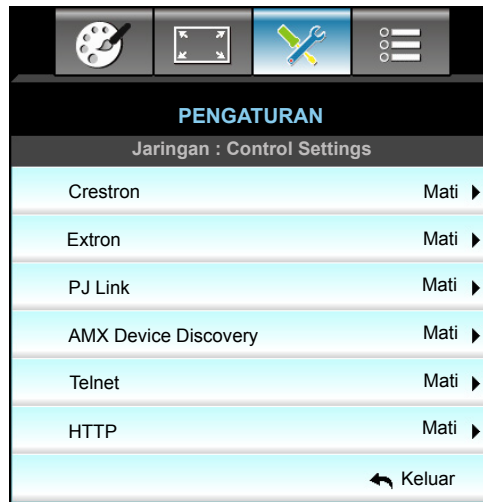 PENGATURAN
Jaringan : Control Settings
Crestron Mati
Extron Mati
PJ Link Mati
AMX Device Discovery Mati
Telnet Mati
HTTP Mati
Keluar